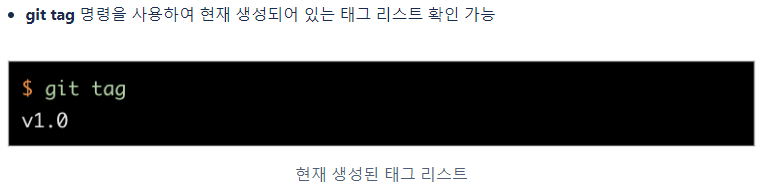 • git tag 명령을 사용하여 현재 생성되어 있는 태그 리스트 확인 가능
$ git tag
v1.0
현재 생성된 태그 리스트